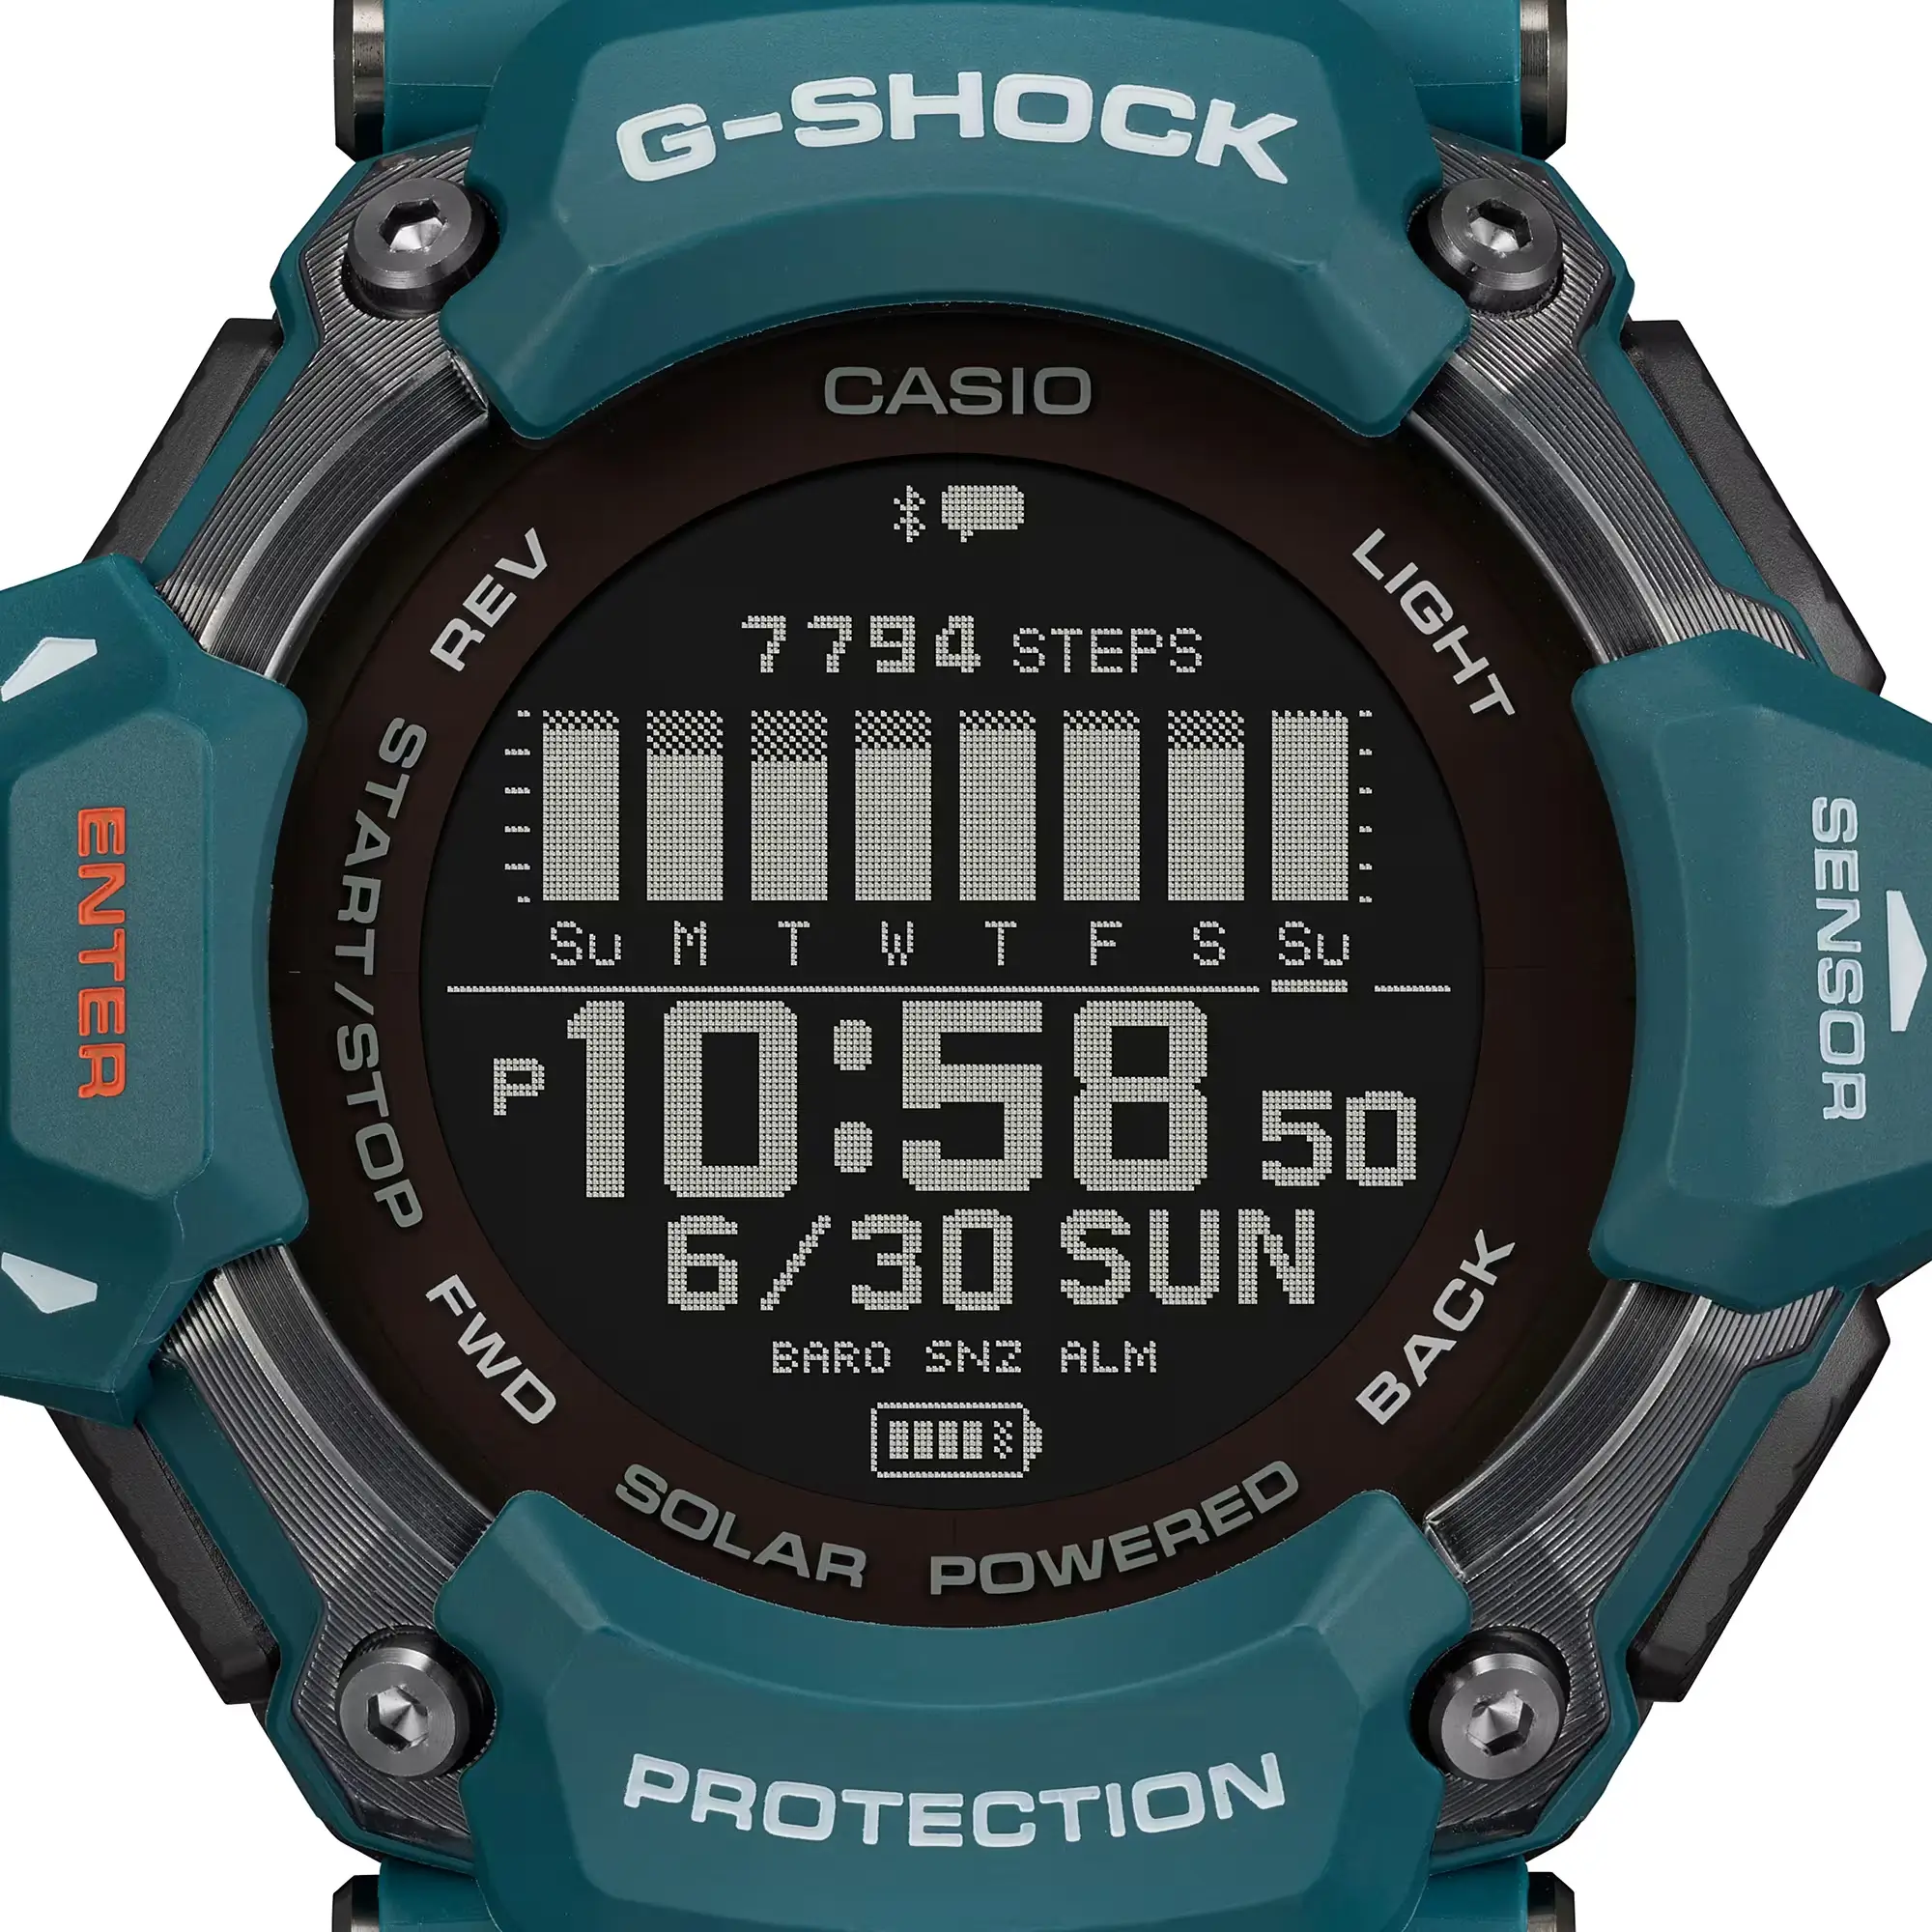 G-SHOCK
CASIO
REV
LIGHT
7794 STEPS
Su M T W T F S Su
START/STOP
ENTER
SENSOR
P 10:58 50
6/30 SUN
BARO SNZ ALM
FWD
BACK
SOLAR POWERED
PROTECTION